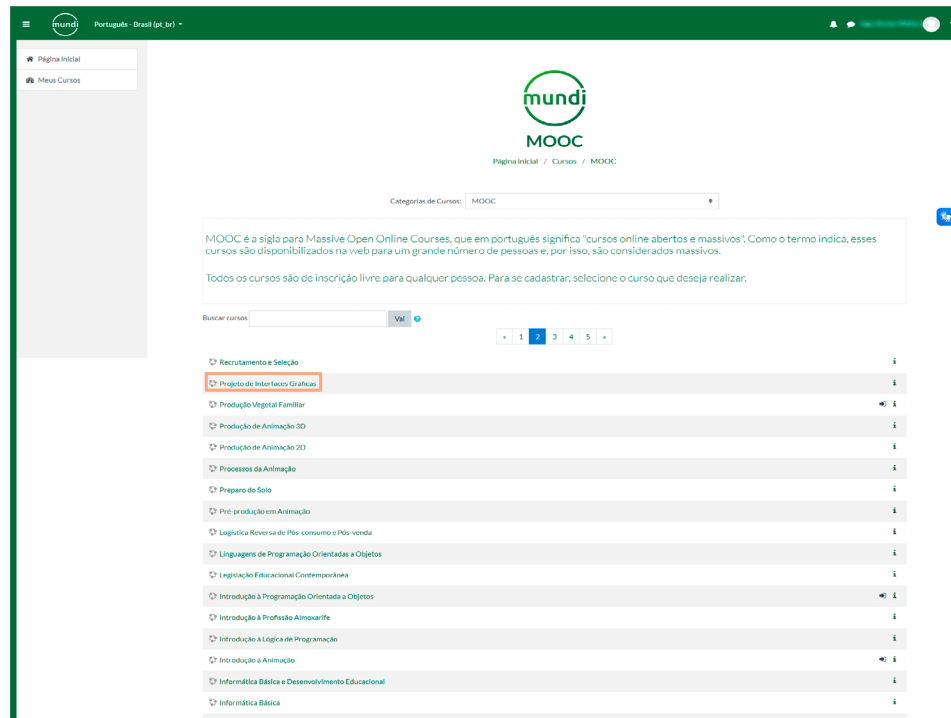 mundi
Português - Brasil (pt_br)
Página inicial
Meus Cursos
mundi
MOOC
Página inicial / Cursos / MOOC
Categorias de Cursos: MOOC
MOOC é a sigla para Massive Open Online Courses, que em português significa "cursos online abertos e massivos". Como o termo indica, esses
cursos são disponibilizados na web para um grande número de pessoas e, por isso, são considerados massivos.
Todos os cursos são de inscrição livre para qualquer pessoa. Para se cadastrar, selecione o curso que deseja realizar.
Buscar cursos Vai
« 1 2 3 4 5 »
Recrutamento e Seleção
Projeto de Interfaces Gráficas
Produção Vegetal Familiar
Produção de Animação 3D
Produção de Animação 2D
Processos da Animação
Preparo do Solo
Pré-produção em Animação
Logística Reversa de Pós-consumo e Pós-venda
Linguagens de Programação Orientadas a Objetos
Legislação Educacional Contemporânea
Introdução à Programação Orientada a Objetos
Introdução à Profissão Almoxarife
Introdução à Lógica de Programação
Introdução à Animação
Informática Básica e Desenvolvimento Educacional
Informática Básica